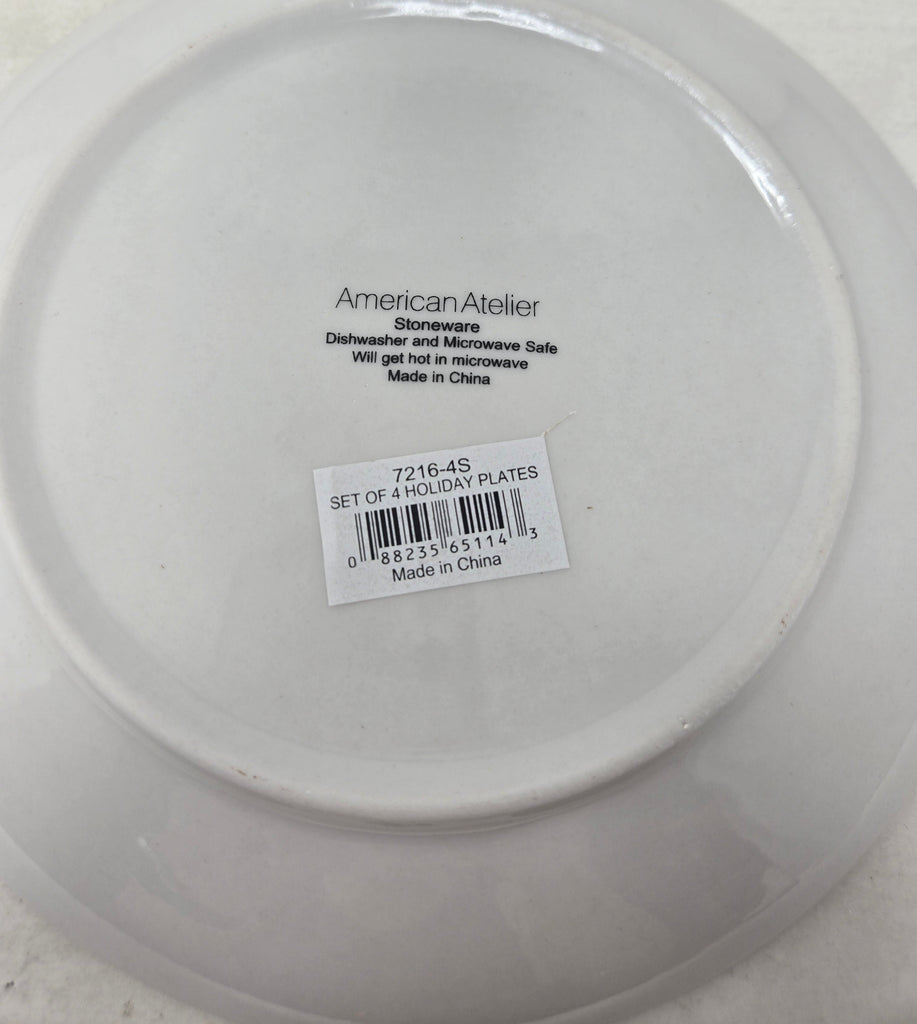 American Atelier
Stoneware
Dishwasher and Microwave Safe
Will get hot in microwave
Made in China
7216-4S
SET OF 4 HOLIDAY PLATES
0 88235 65114 3
Made in China